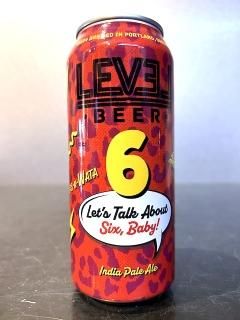 LEVEL
BEER
6
Let's Talk About
Six, Baby!
India Pale Ale